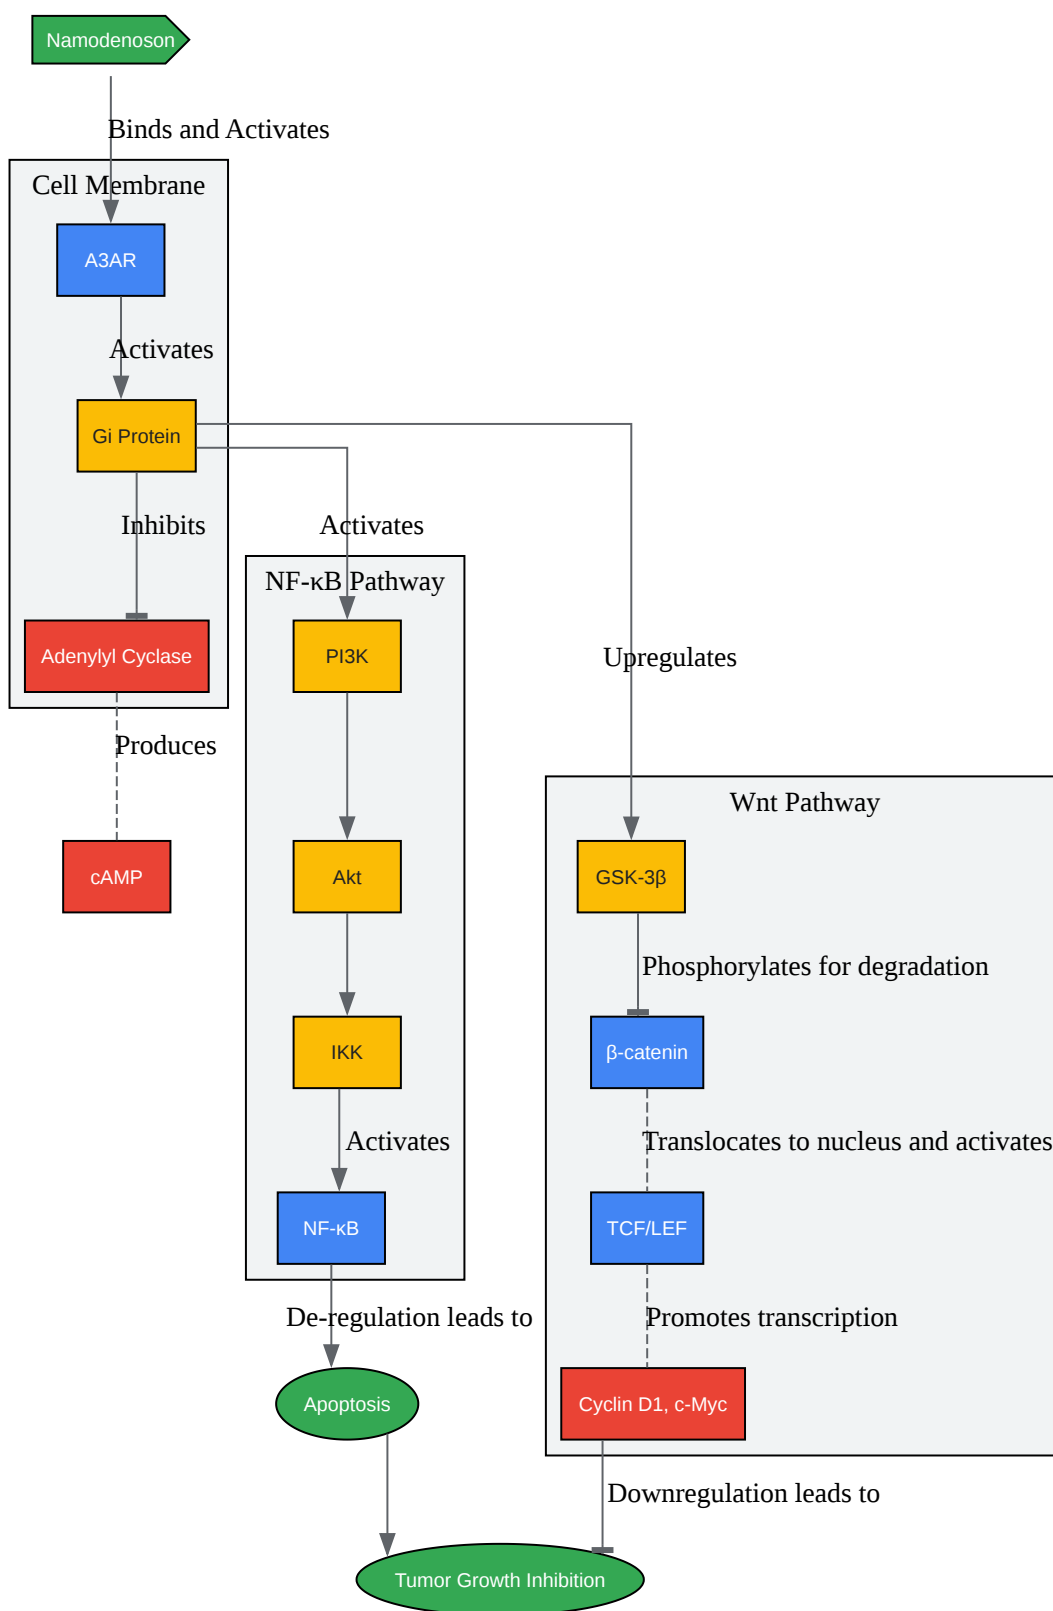 Namodenoson
Binds and Activates
Cell Membrane
A3AR
Activates
Gi Protein
Inhibits
Activates
NF-κB Pathway
Adenylyl Cyclase
PI3K
Upregulates
Produces
Wnt Pathway
cAMP
Akt
GSK-3β
Phosphorylates for degradation
IKK
β-catenin
Activates
Translocates to nucleus and activates
NF-κB
TCF/LEF
De-regulation leads to
Promotes transcription
Apoptosis
Cyclin D1, c-Myc
Downregulation leads to
Tumor Growth Inhibition